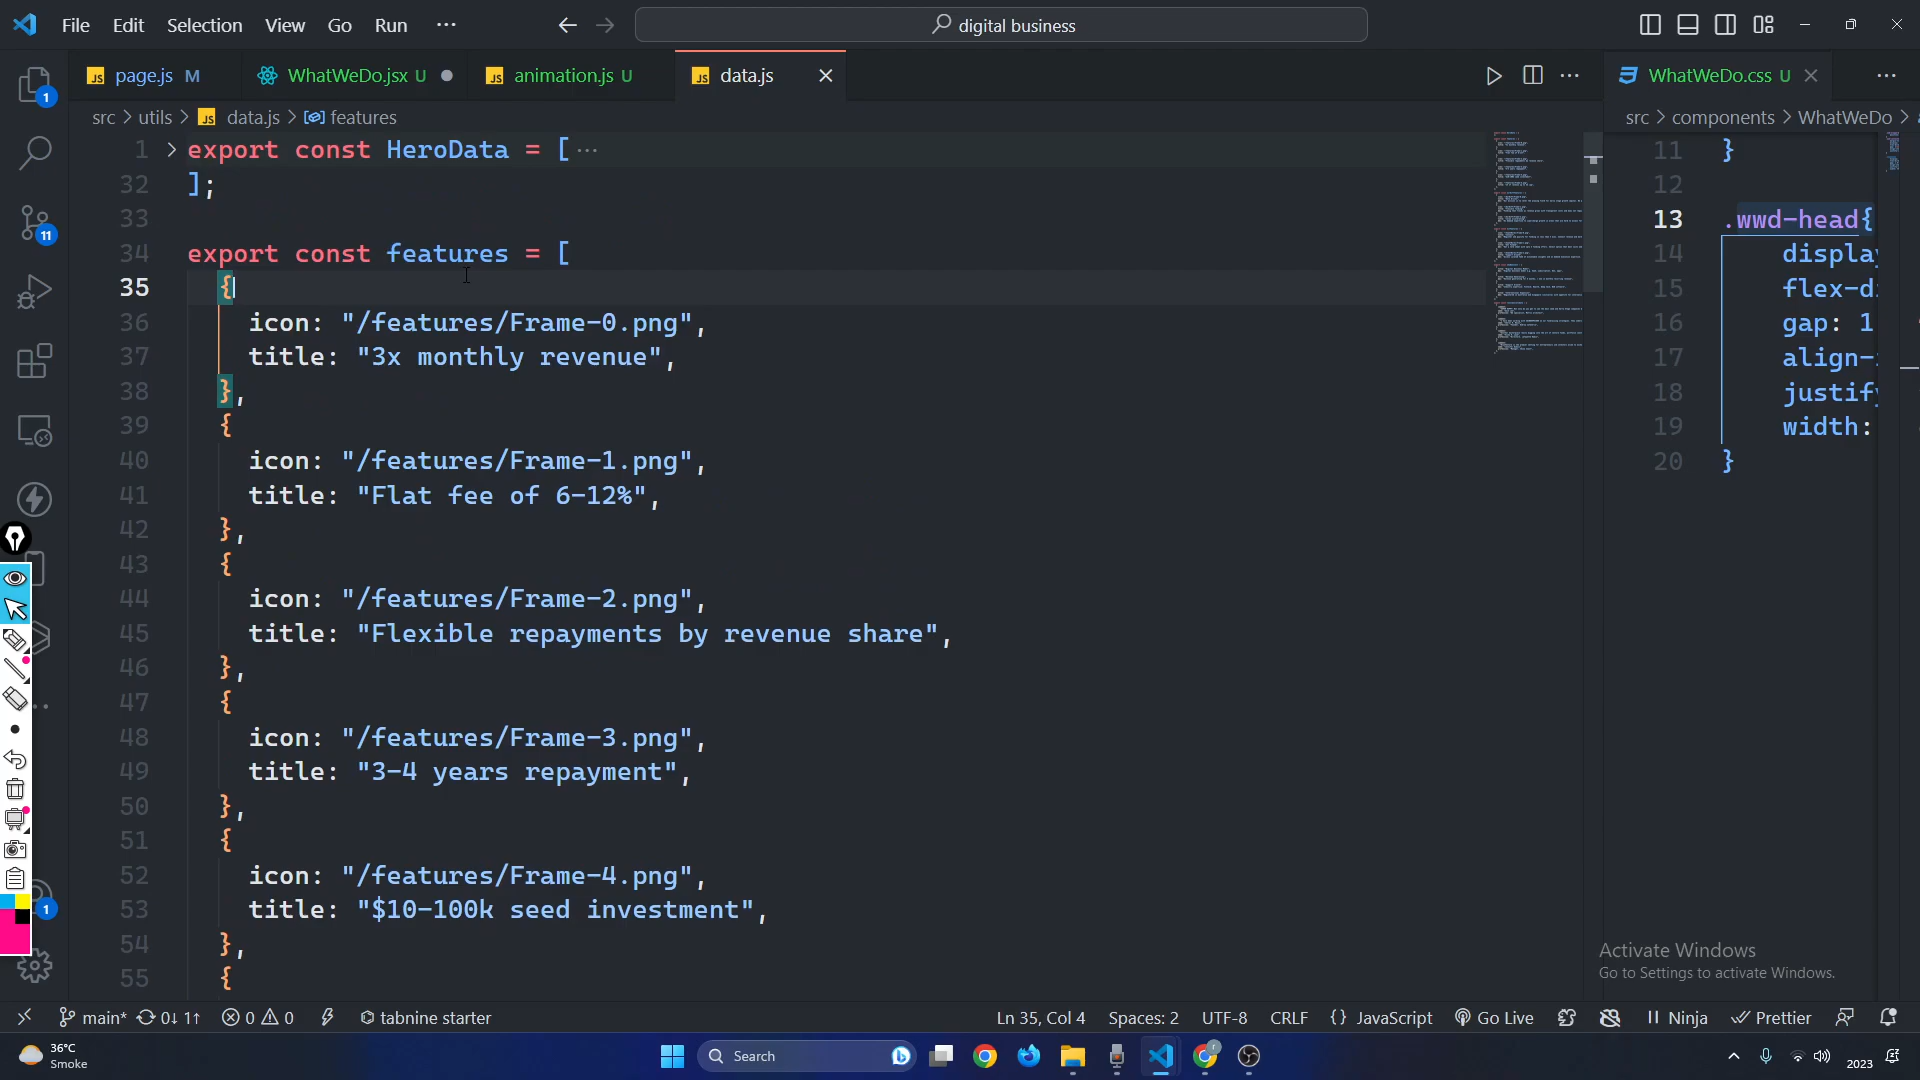 File Edit Selection View Go Run ···
digital business
page.js M
WhatWeDo.jsx U
animation.js U
data.js
WhatWeDo.css U
src > utils > JS data.js > features
src > components > WhatWeDo >
1 > export const HeroData = [···
32 ];
33
34 export const features = [
35 {
36 icon: "/features/Frame-0.png",
37 title: "3x monthly revenue",
38 },
39 {
40 icon: "/features/Frame-1.png",
41 title: "Flat fee of 6-12%",
42 },
43 {
44 icon: "/features/Frame-2.png",
45 title: "Flexible repayments by revenue share",
46 },
47 {
48 icon: "/features/Frame-3.png",
49 title: "3-4 years repayment",
50 },
51 {
52 icon: "/features/Frame-4.png",
53 title: "$10-100k seed investment",
54 },
55 {
11 }
12
13 .wwd-head{
14 display
15 flex-di
16 gap: 1
17 align-
18 justify
19 width:
20 }
1
11
1
Activate Windows
Go to Settings to activate Windows.
main* 0↓ 1↑ 0 0 tabnine starter
Ln 35, Col 4 Spaces: 2 UTF-8 CRLF {} JavaScript Go Live Ninja Prettier
36°C
Smoke
Search
2023